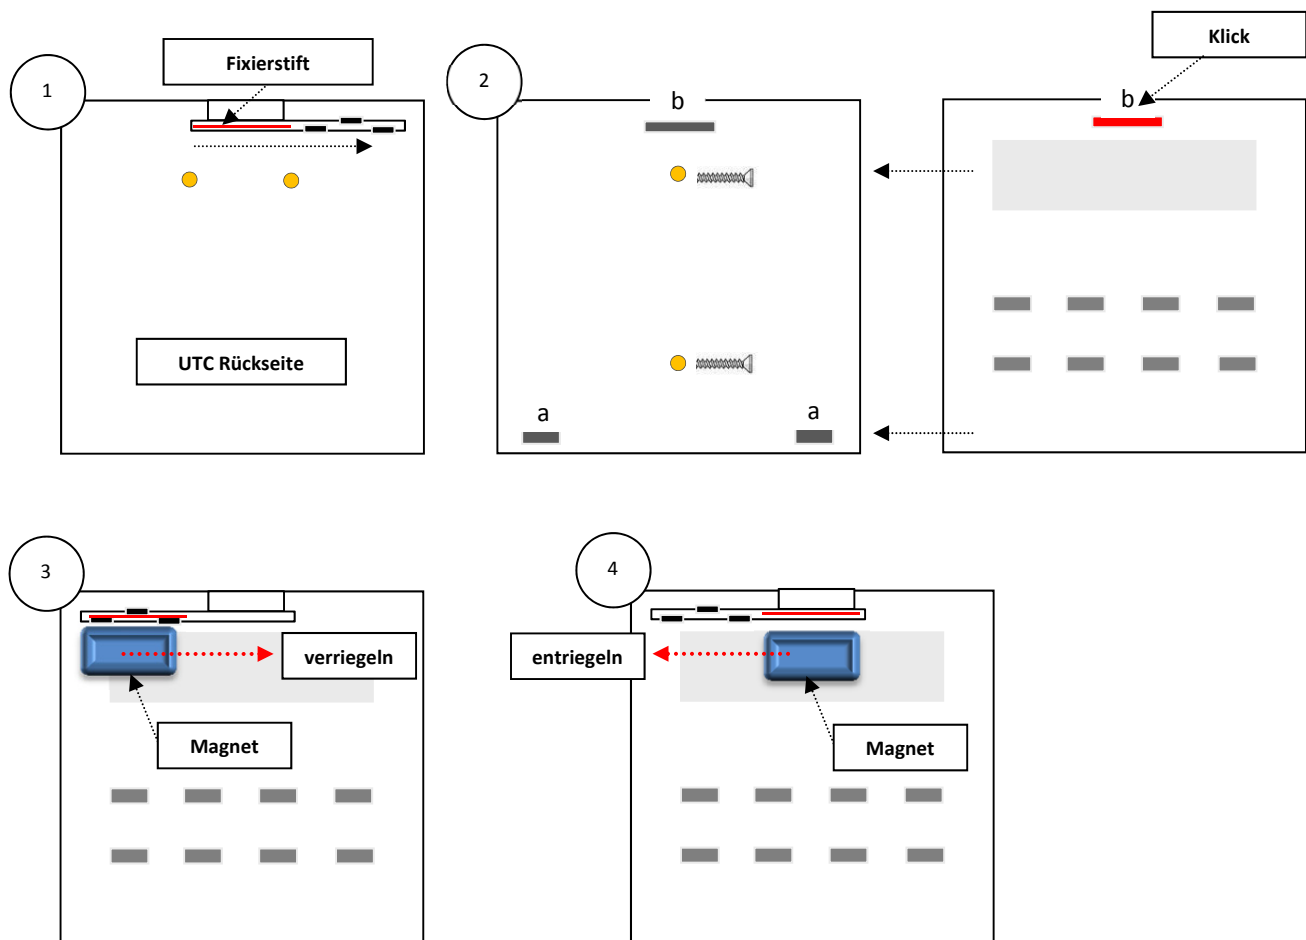 1
Fixierstift
UTC Rückseite
2
b
a
a
Klick
b
3
verriegeln
Magnet
4
entriegeln
Magnet